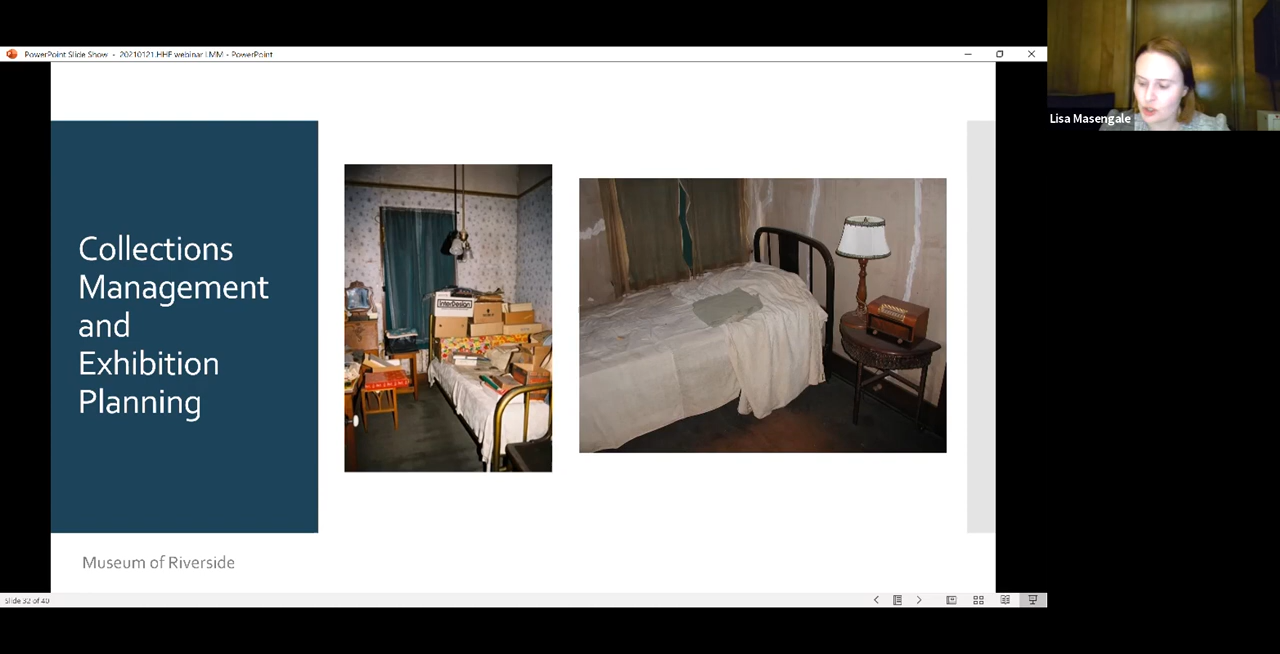 PowerPoint Slide Show - 20210121.HHF webinar LMM - PowerPoint
Lisa Masengale
Collections
Management
and
Exhibition
Planning
InterDesign
Museum of Riverside
Slide 32 of 40